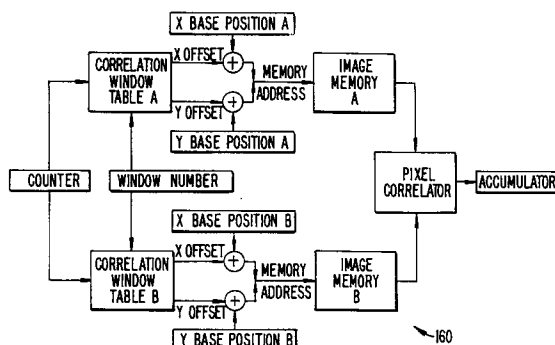 X BASE POSITION A
X OFFSET
CORRELATION
WINDOW
TABLE A
MEMORY
ADDRESS
IMAGE
MEMORY
A
Y OFFSET
Y BASE POSITION A
COUNTER
WINDOW NUMBER
PIXEL
CORRELATOR
ACCUMULATOR
X BASE POSITION B
X OFFSET
CORRELATION
WINDOW
TABLE B
MEMORY
ADDRESS
IMAGE
MEMORY
B
Y OFFSET
Y BASE POSITION B
160